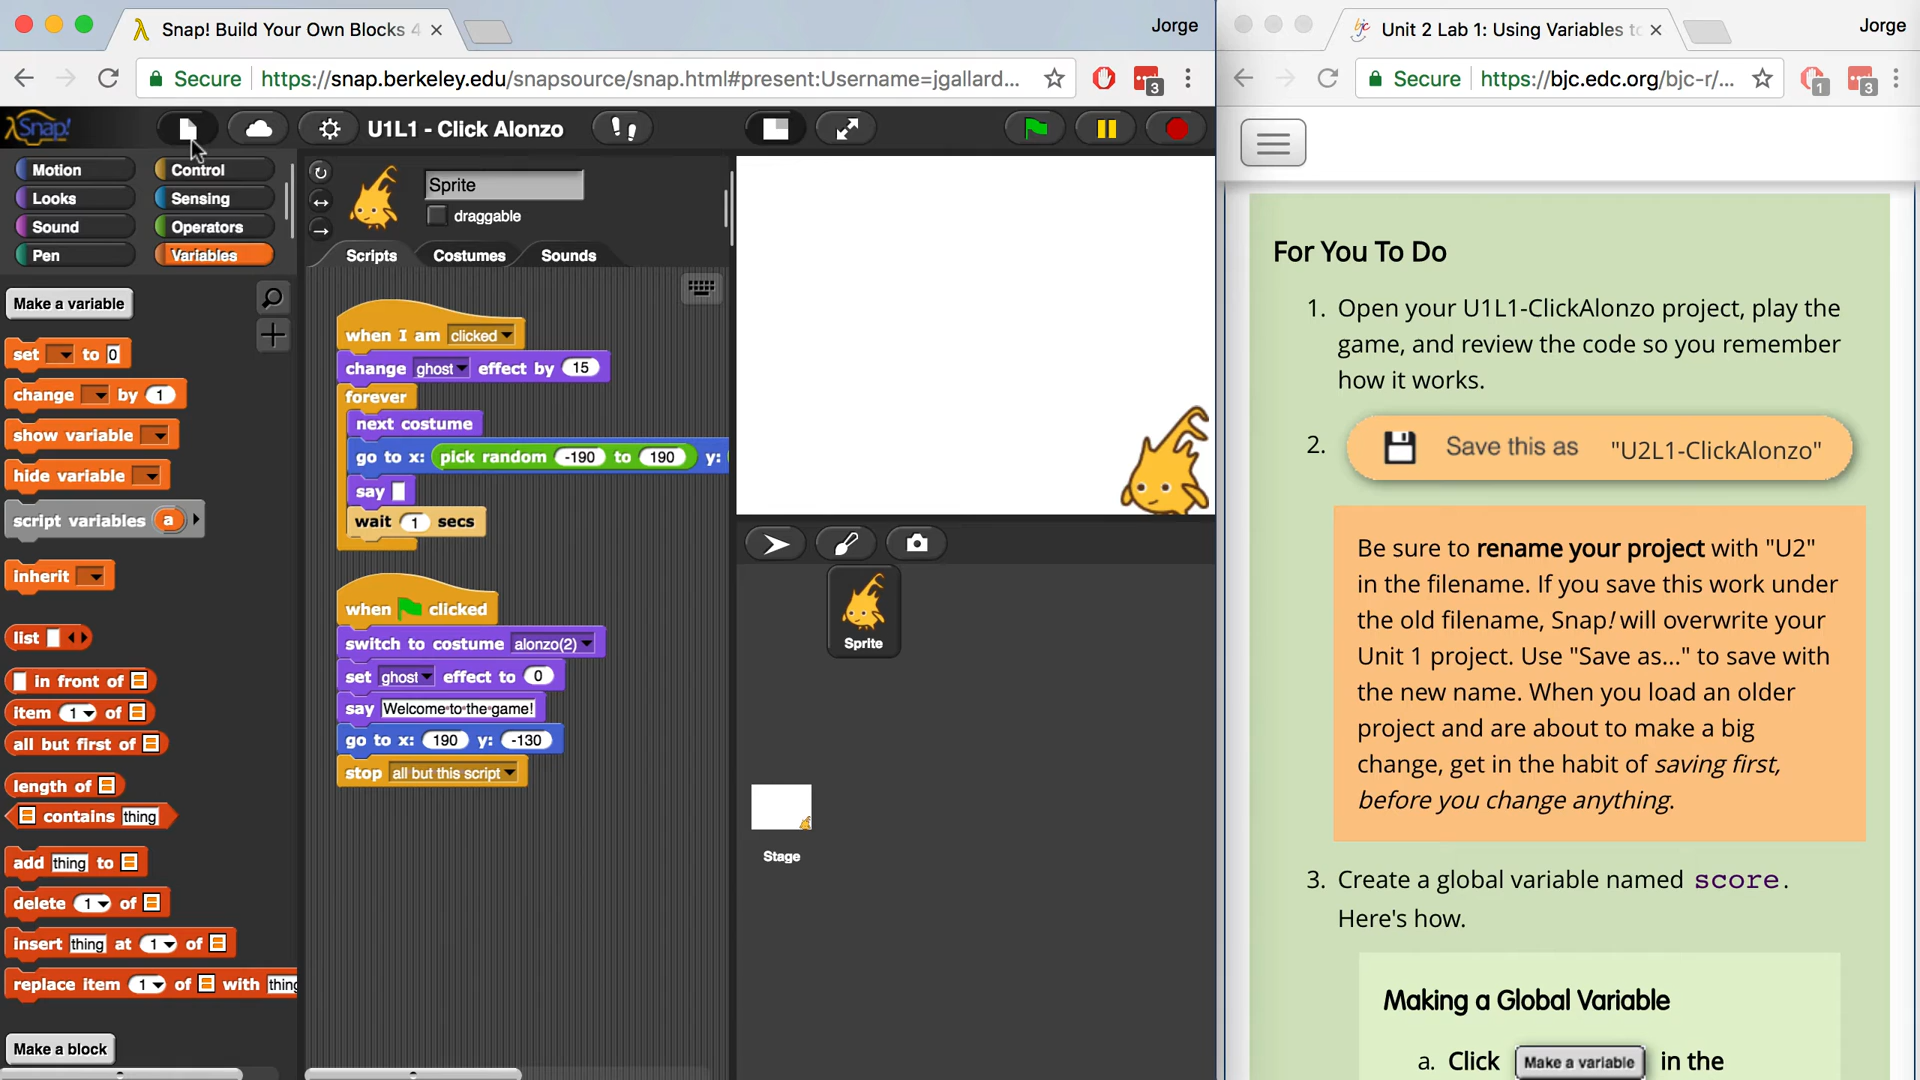 Snap! Build Your Own Blocks 4
Jorge
Secure
https://snap.berkeley.edu/snapsource/snap.html#present:Username=jgallard...
3
Snap!
U1L1 - Click Alonzo
Motion
Control
Looks
Sensing
Sound
Operators
Pen
Variables
Make a variable
set to 0
change by 1
show variable
hide variable
script variables a
inherit
list
in front of
item 1 of
all but first of
length of
contains thing
add thing to
delete 1 of
insert thing at 1 of
replace item 1 of with thing
Make a block
Sprite
draggable
Scripts
Costumes
Sounds
when I am clicked
change ghost effect by 15
forever
next costume
go to x: pick random -190 to 190 y:
say
wait 1 secs
when clicked
switch to costume alonzo(2)
set ghost effect to 0
say Welcome to the game!
go to x: 190 y: -130
stop all but this script
Sprite
Stage
Unit 2 Lab 1: Using Variables to
Jorge
Secure
https://bjc.edc.org/bjc-r/...
1
3
For You To Do
1. Open your U1L1-ClickAlonzo project, play the
game, and review the code so you remember
how it works.
2. Save this as "U2L1-ClickAlonzo"
Be sure to rename your project with "U2"
in the filename. If you save this work under
the old filename, Snap! will overwrite your
Unit 1 project. Use "Save as..." to save with
the new name. When you load an older
project and are about to make a big
change, get in the habit of saving first,
before you change anything.
3. Create a global variable named score.
Here's how.
Making a Global Variable
a. Click Make a variable in the